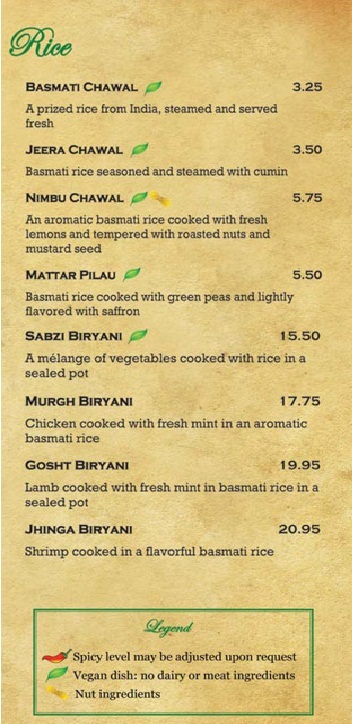 Rice
BASMATI CHAWAL 3.25
A prized rice from India, steamed and served
fresh
JEERA CHAWAL 3.50
Basmati rice seasoned and steamed with cumin
NIMBU CHAWAL 5.75
An aromatic basmati rice cooked with fresh
lemons and tempered with roasted nuts and
mustard seed
MATTAR PILAU 5.50
Basmati rice cooked with green peas and lightly
flavored with saffron
SABZI BIRYANI 15.50
A mélange of vegetables cooked with rice in a
sealed pot
MURGH BIRYANI 17.75
Chicken cooked with fresh mint in an aromatic
basmati rice
GOSHT BIRYANI 19.95
Lamb cooked with fresh mint in basmati rice in a
sealed pot
JHINGA BIRYANI 20.95
Shrimp cooked in a flavorful basmati rice
Legend
Spicy level may be adjusted upon request
Vegan dish: no dairy or meat ingredients
Nut ingredients